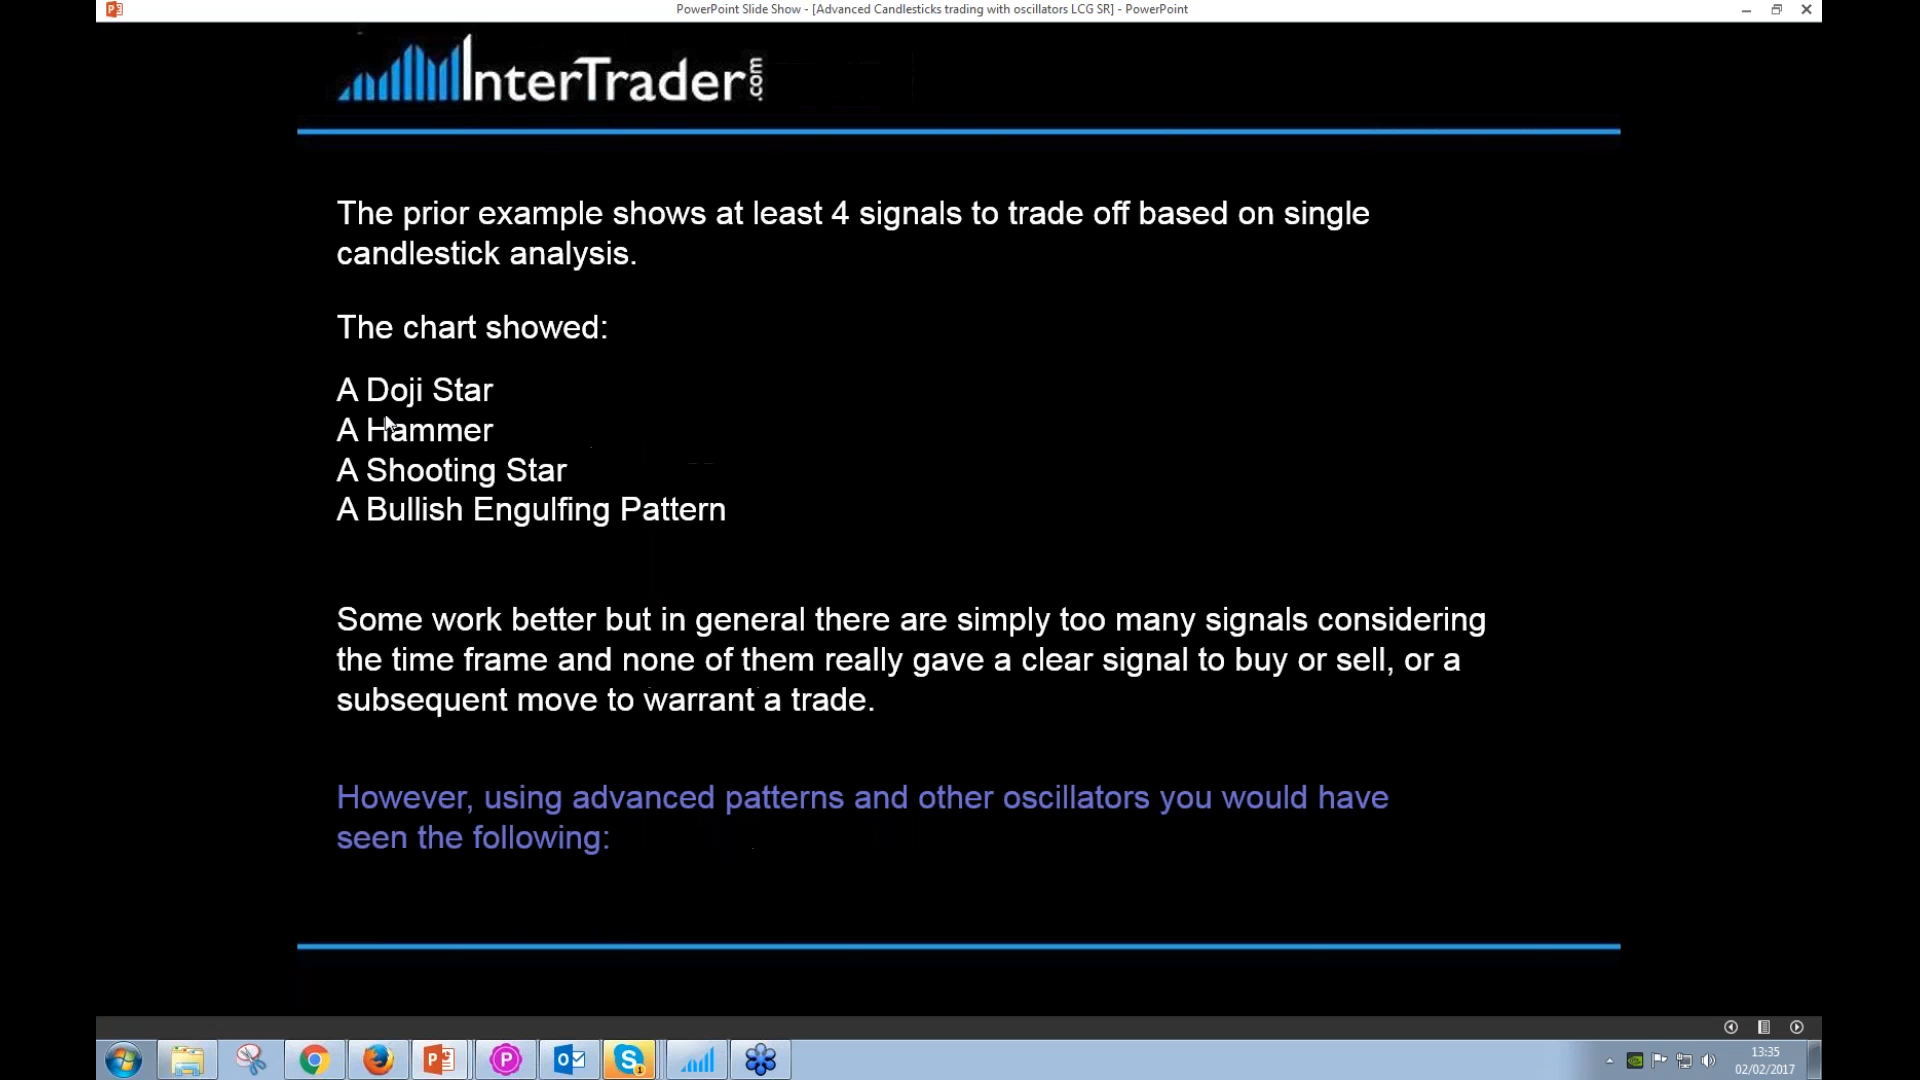 PowerPoint Slide Show - [Advanced Candlesticks trading with oscillators LCG SR] - PowerPoint
InterTrader.com
The prior example shows at least 4 signals to trade off based on single
candlestick analysis.
The chart showed:
A Doji Star
A Hammer
A Shooting Star
A Bullish Engulfing Pattern
Some work better but in general there are simply too many signals considering
the time frame and none of them really gave a clear signal to buy or sell, or a
subsequent move to warrant a trade.
However, using advanced patterns and other oscillators you would have
seen the following:
13:35
02/02/2017